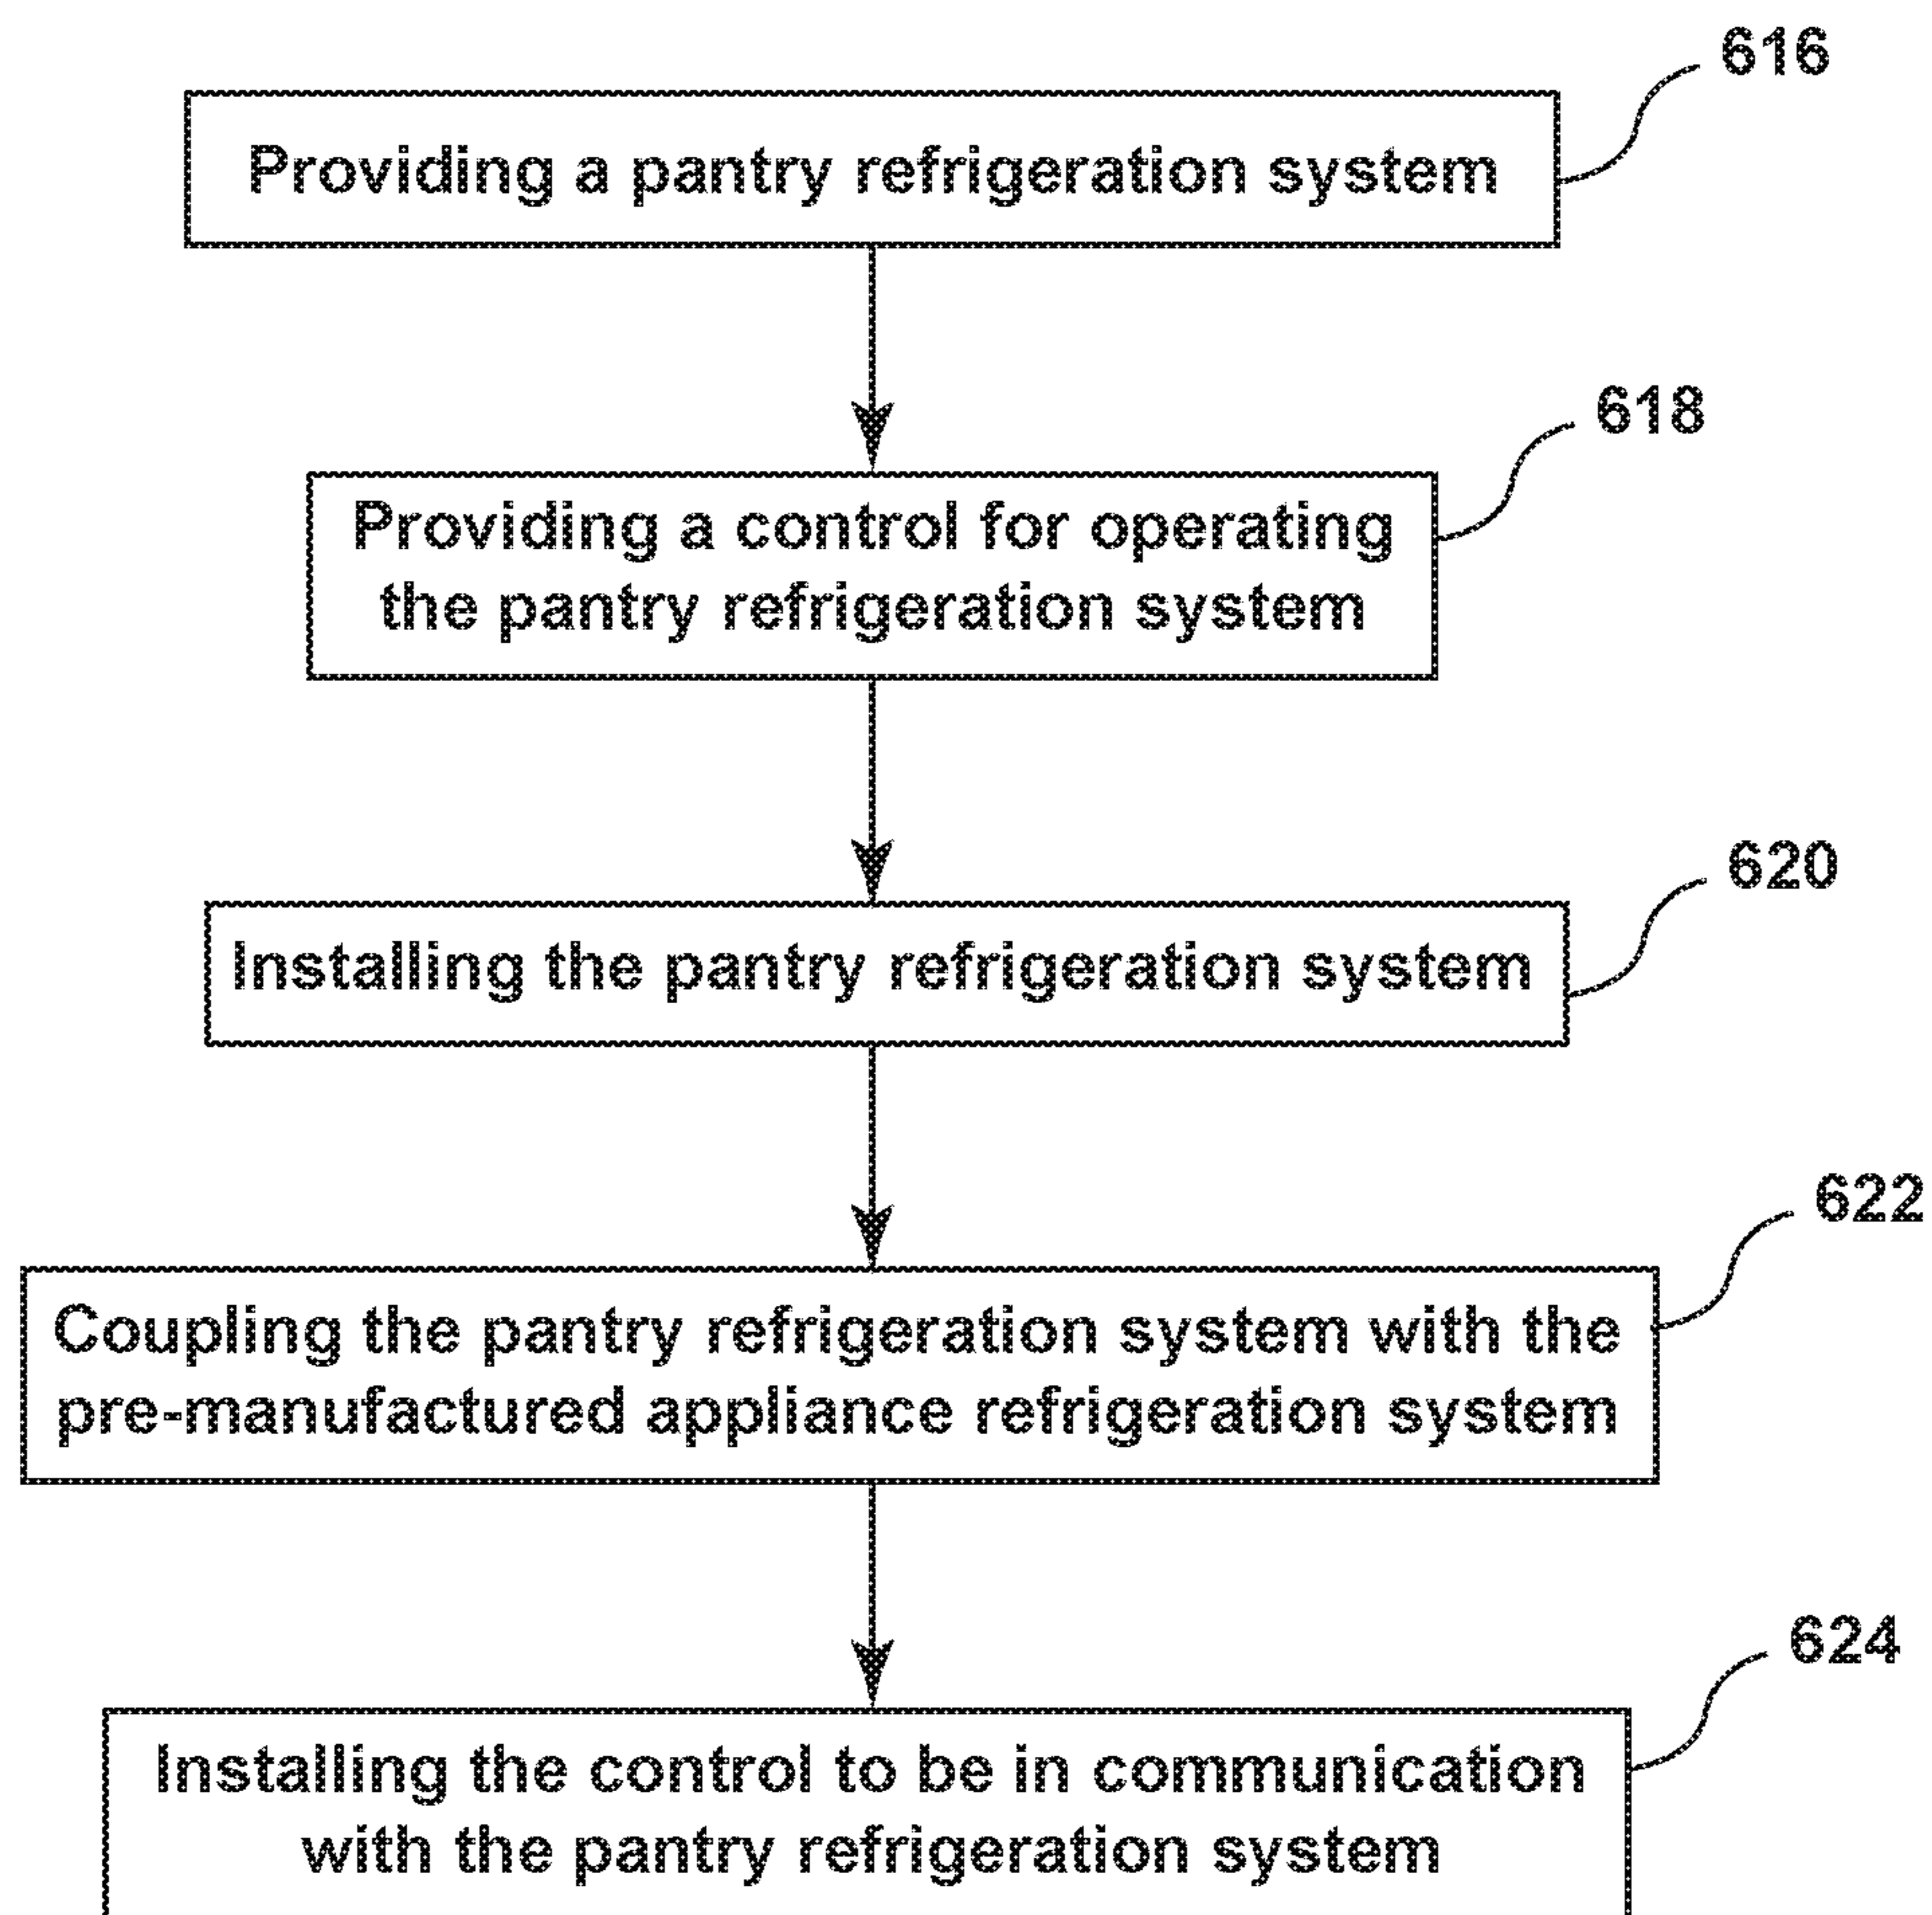 616
Providing a pantry refrigeration system
618
Providing a control for operating
the pantry refrigeration system
620
Installing the pantry refrigeration system
622
Coupling the pantry refrigeration system with the
pre-manufactured appliance refrigeration system
624
Installing the control to be in communication
with the pantry refrigeration system